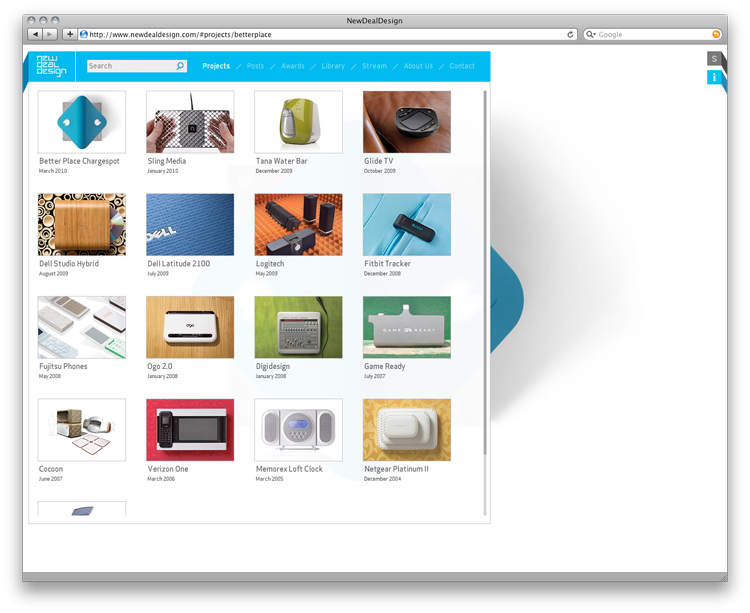 NewDealDesign
http://www.newdealdesign.com/#projects/betterplace
Google
new
deal
design
Search
Projects / Posts / Awards / Library / Stream / About Us / Contact
S
i
Better Place Chargespot
March 2010
Sling Media
January 2010
Tana Water Bar
December 2009
Glide TV
October 2009
DELL
Dell Studio Hybrid
August 2009
Dell Latitude 2100
July 2009
Logitech
May 2009
Fitbit Tracker
December 2008
ogo
GAME READY
Fujitsu Phones
May 2008
Ogo 2.0
January 2008
Digidesign
January 2008
Game Ready
July 2007
Cocoon
June 2007
Verizon One
March 2006
Memorex Loft Clock
March 2005
Netgear Platinum II
December 2004